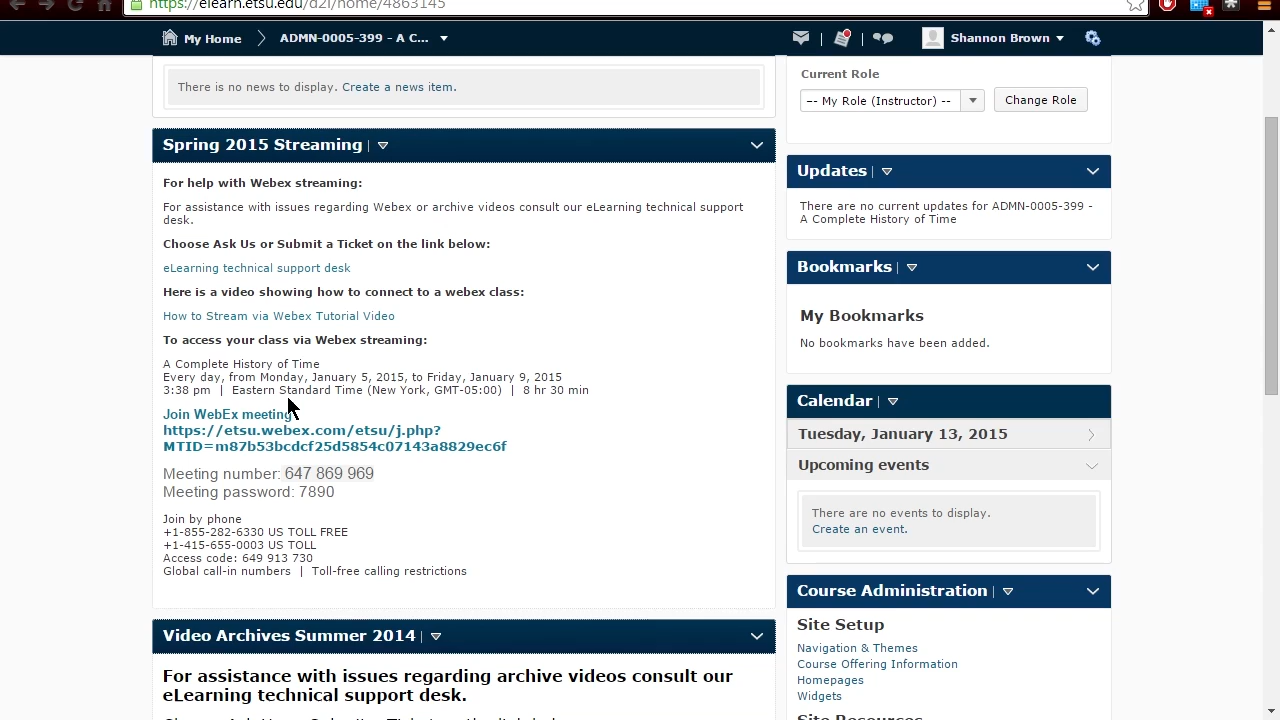 https://elearn.etsu.edu/d2l/home/4863145
My Home
ADMN-0005-399 - A C...
Shannon Brown
There is no news to display. Create a news item.
Spring 2015 Streaming
For help with Webex streaming:
For assistance with issues regarding Webex or archive videos consult our eLearning technical support
desk.
Choose Ask Us or Submit a Ticket on the link below:
eLearning technical support desk
Here is a video showing how to connect to a webex class:
How to Stream via Webex Tutorial Video
To access your class via Webex streaming:
A Complete History of Time
Every day, from Monday, January 5, 2015, to Friday, January 9, 2015
3:38 pm | Eastern Standard Time (New York, GMT-05:00) | 8 hr 30 min
Join WebEx meeting
https://etsu.webex.com/etsu/j.php?
MTID=m87b53bcdcf25d5854c07143a8829ec6f
Meeting number: 647 869 969
Meeting password: 7890
Join by phone
+1-855-282-6330 US TOLL FREE
+1-415-655-0003 US TOLL
Access code: 649 913 730
Global call-in numbers | Toll-free calling restrictions
Video Archives Summer 2014
For assistance with issues regarding archive videos consult our
eLearning technical support desk.
Current Role
-- My Role (Instructor) --
Change Role
Updates
There are no current updates for ADMN-0005-399 -
A Complete History of Time
Bookmarks
My Bookmarks
No bookmarks have been added.
Calendar
Tuesday, January 13, 2015
Upcoming events
There are no events to display.
Create an event.
Course Administration
Site Setup
Navigation & Themes
Course Offering Information
Homepages
Widgets
Site Resources